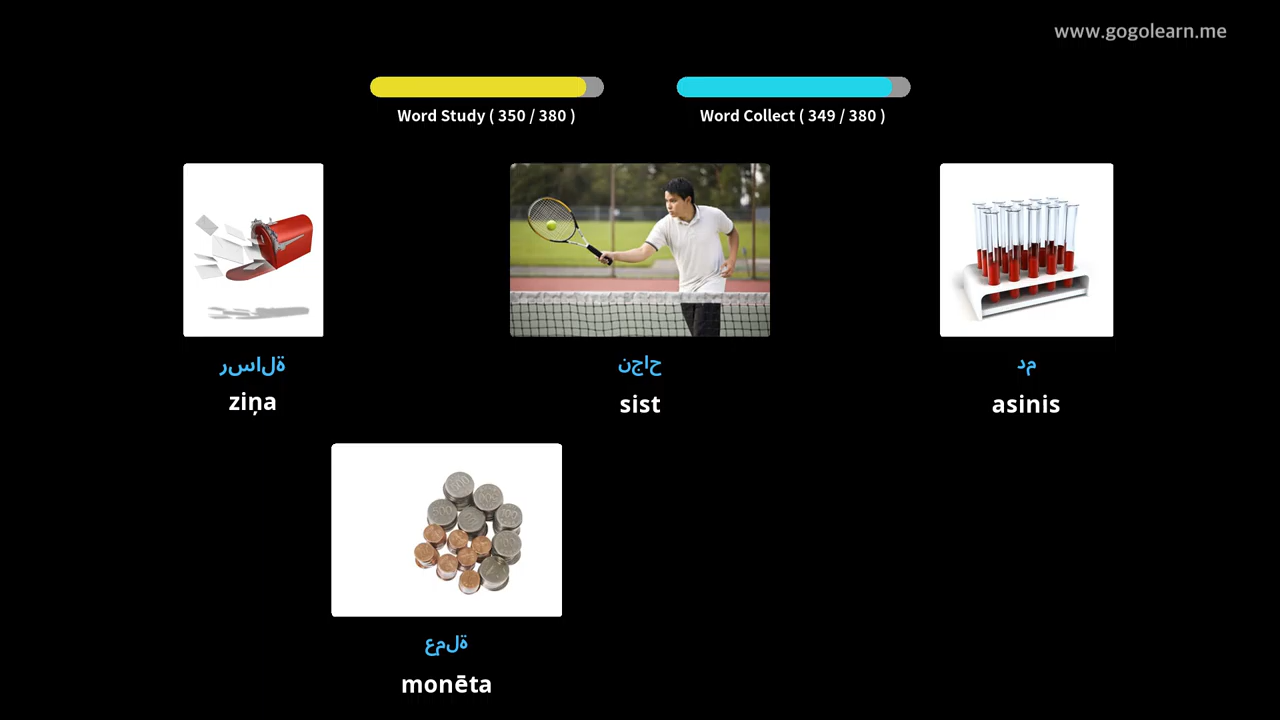 www.gogolearn.me
Word Study ( 350 / 380 )
Word Collect ( 349 / 380 )
رسالة
ziņa
نجاح
sist
دم
asinis
عملة
monēta